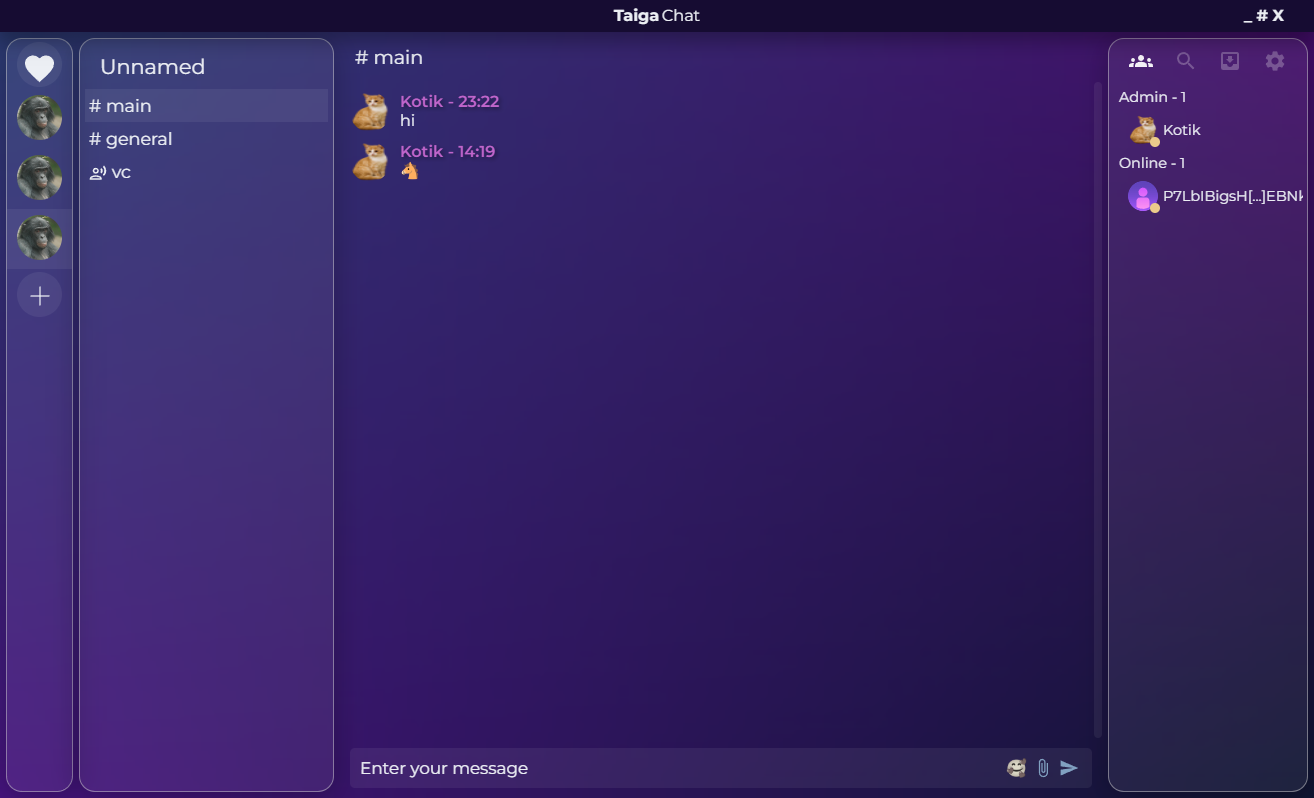 Taiga Chat
_ # X
Unnamed
# main
# general
VC
# main
Kotik - 23:22
hi
Kotik - 14:19
🐴
Enter your message
Admin - 1
Kotik
Online - 1
P7LbIBigsH[...]EBNk